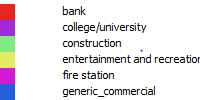 bank
college/university
construction
entertainment and recreation
fire station
generic_commercial